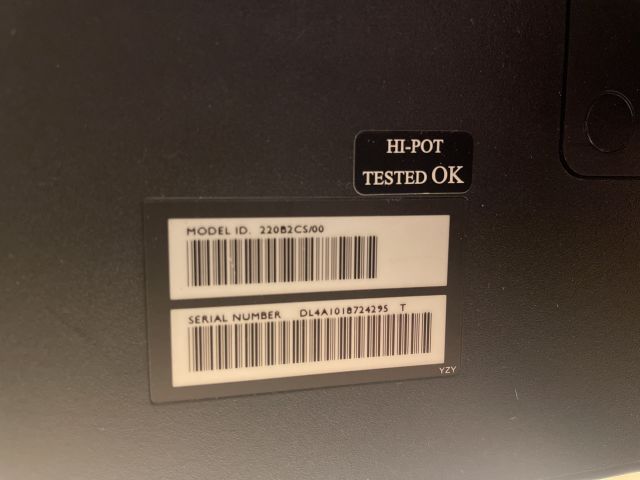 HI-POT
TESTED OK
MODEL ID. 220B2CS/00
SERIAL NUMBER DL4A1018724295 T
YZY